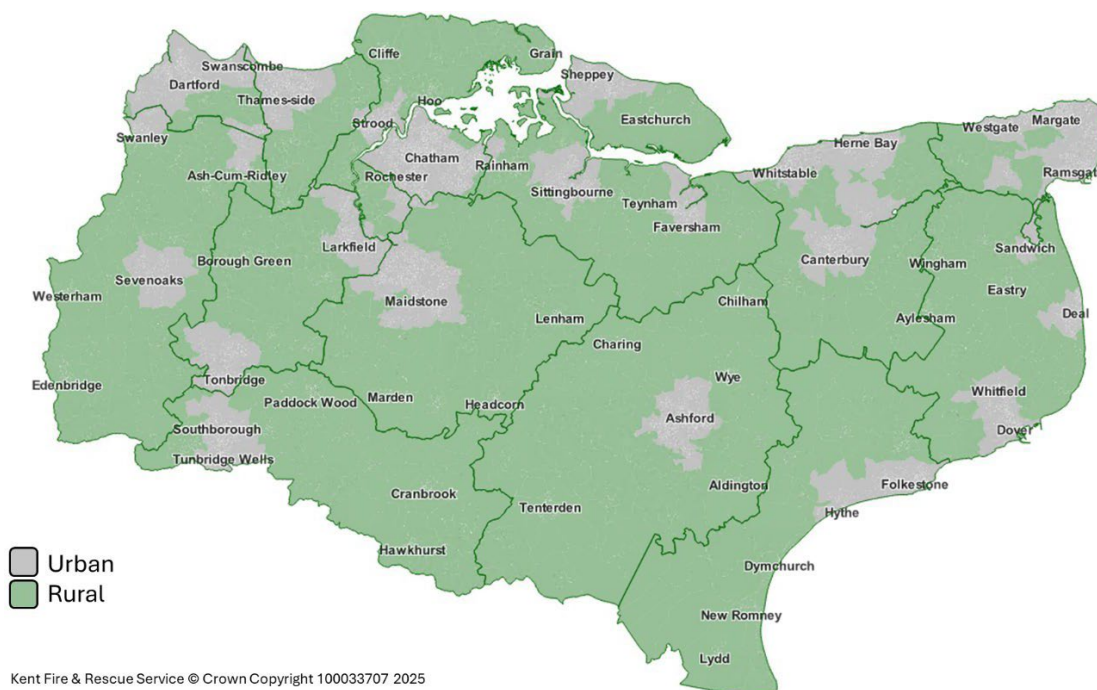 Cliffe
Grain
Swanscombe
Sheppey
Dartford
Thames-side
Hoo
Strood
Eastchurch
Margate
Westgate
Swanley
Herne Bay
Chatham
Rainham
Ash-Cum-Ridley
Rochester
Whitstable
Ramsgat
Sittingbourne
Teynham
Faversham
Larkfield
Sandwich
Borough Green
Canterbury
Wingham
Sevenoaks
Eastry
Westerham
Maidstone
Chilham
Deal
Lenham
Aylesham
Charing
Tonbridge
Wye
Edenbridge
Whitfield
Paddock Wood
Marden
Headcorn
Ashford
Southborough
Dover
Tunbridge Wells
Aldington
Folkestone
Cranbrook
Tenterden
Hythe
Hawkhurst
Urban
Dymchurch
Rural
New Romney
Lydd
Kent Fire & Rescue Service © Crown Copyright 100033707 2025